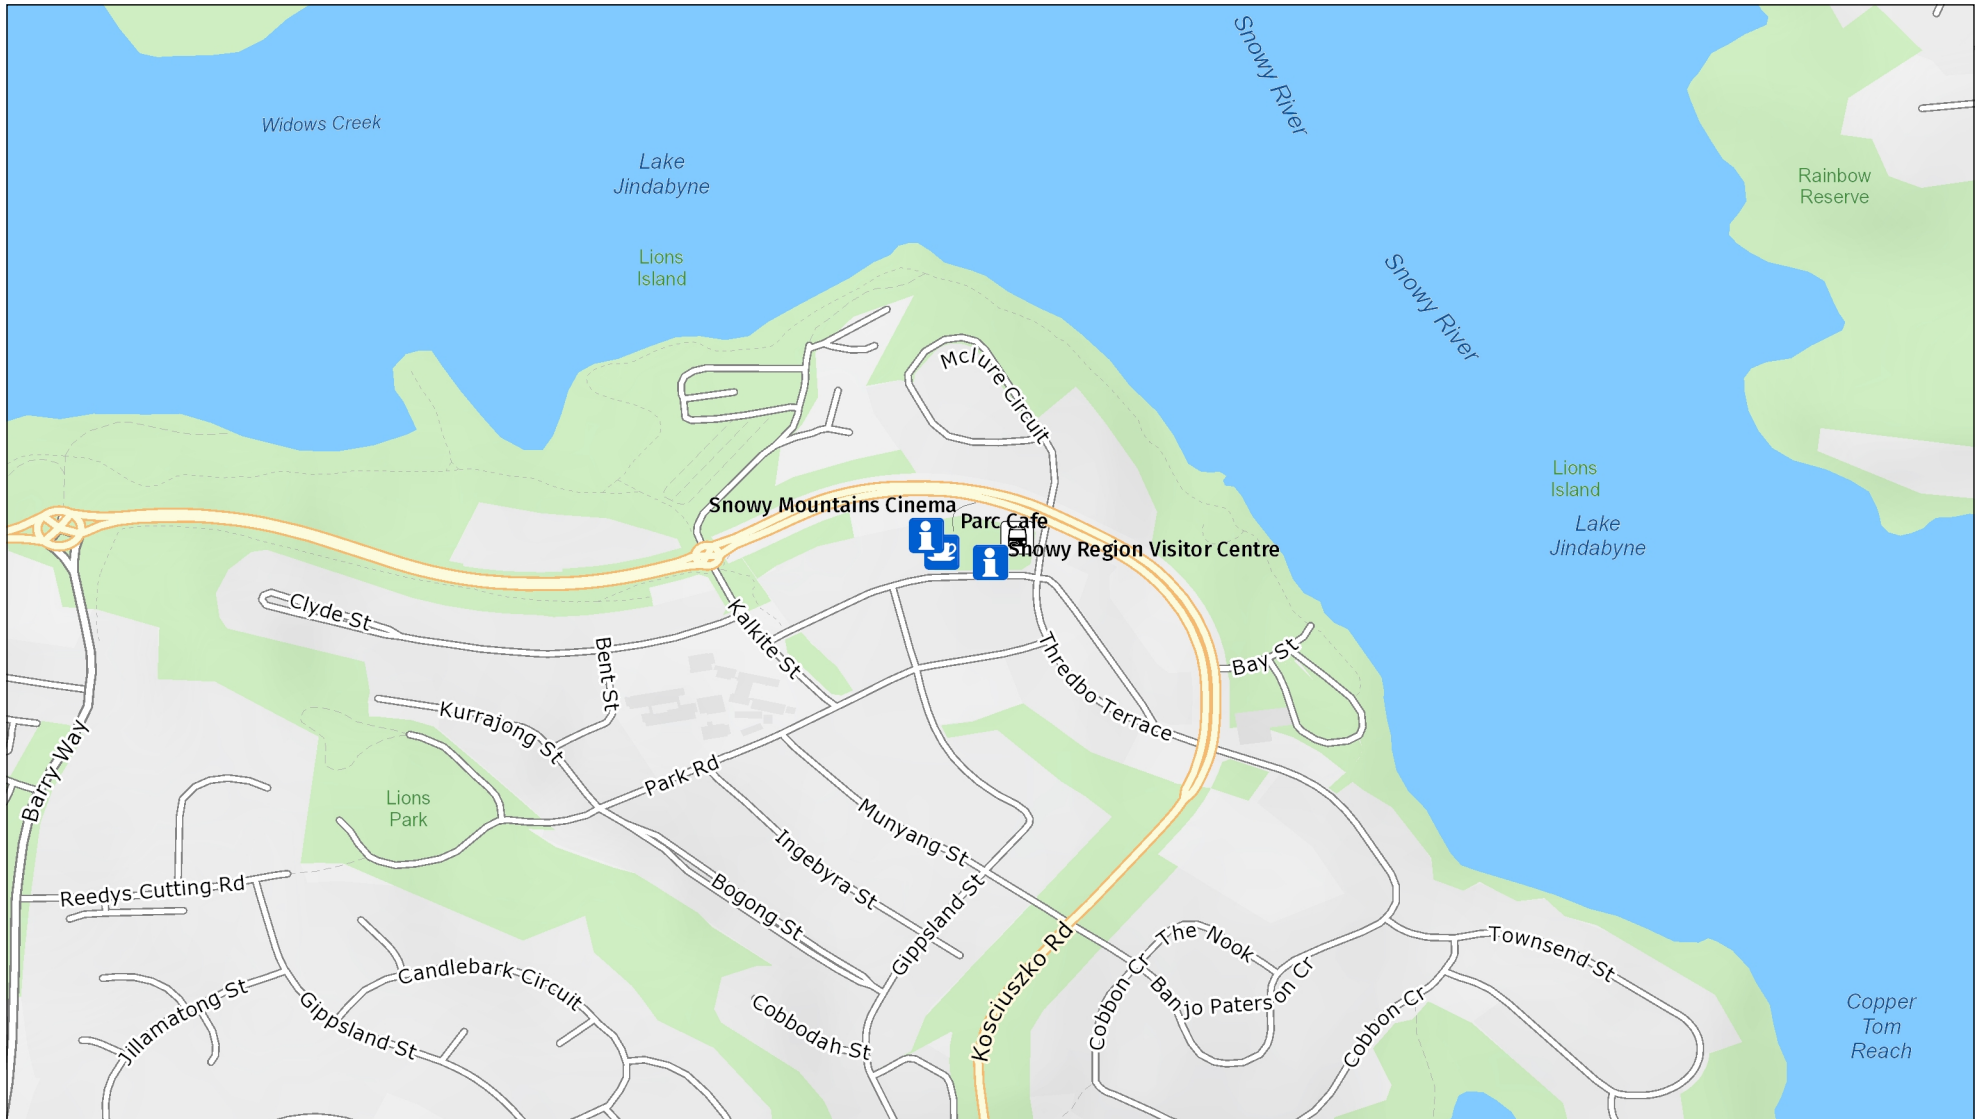 Snowy River
Widows Creek
Lake
Jindabyne
Rainbow
Reserve
Lions
Island
Snowy River
Mclure Circuit
Lions
Island
Snowy Mountains Cinema
Parc Cafe
Lake
Jindabyne
Snowy Region Visitor Centre
Clyde St
Kalkite St
Bent St
Thredbo Terrace
Bay St
Kurrajong St
Barry Way
Park Rd
Lions
Park
Munyang St
Ingebyra St
Reedys Cutting Rd
Bogong St
Gippsland St
Kosciuszko Rd
The Nook
Townsend St
Candlebark Circuit
Cobbon Cr
Banjo Paterson Cr
Jillamatong St
Gippsland St
Cobbodah St
Cobbon Cr
Copper
Tom
Reach